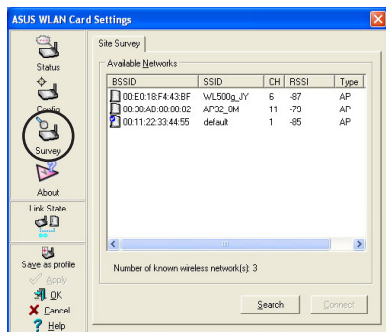 ASUS WLAN Card Settings
Status
Config
Survey
About
Link State
Save as profile
Apply
OK
Cancel
Help
Site Survey
Available Networks
BSSID SSID CH RSSI Type
00:E0:18:F4:43:BF WL500g_JY 6 -87 AP
00:30:AB:00:00:02 11 -79 AP
00:11:22:33:44:55 default 1 -85 AP
Number of known wireless network(s): 3
Search
Connect